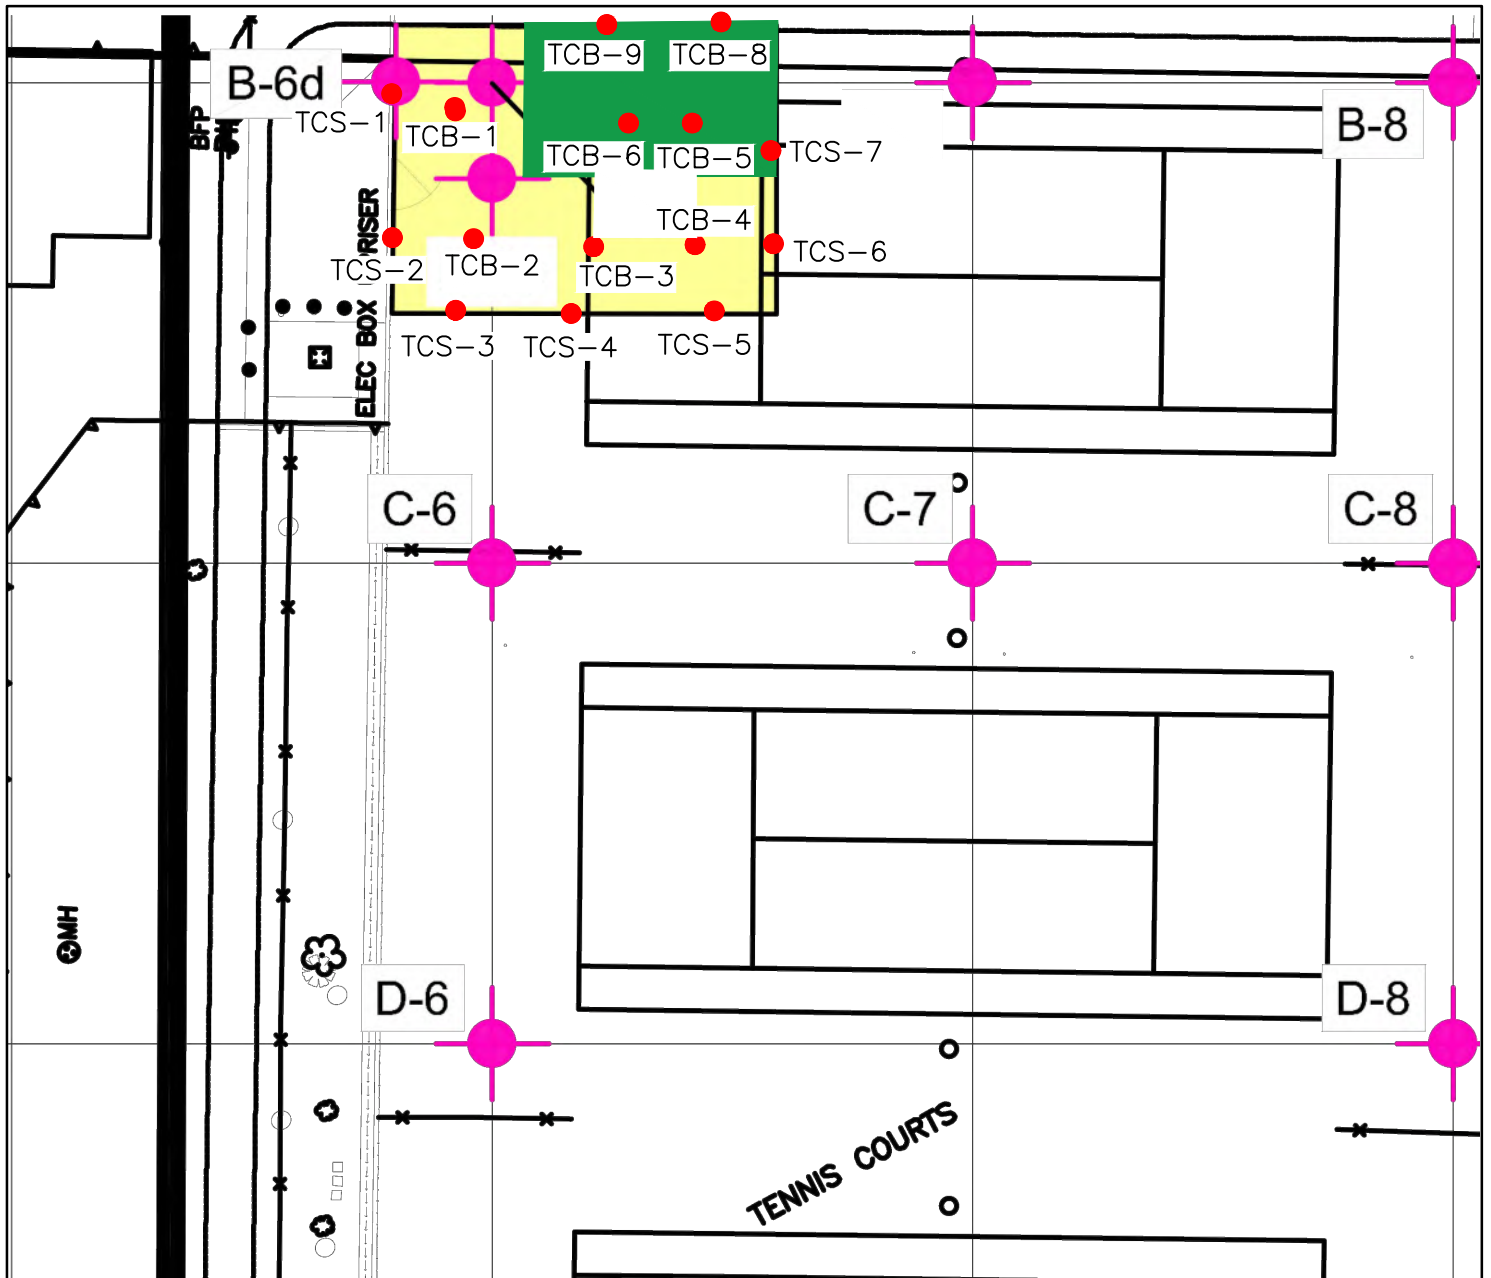 TCB-9
TCB-8
B-6d
TCS-1
TCB-1
B-8
BFP
TCB-6
TCB-5
TCS-7
TCB-4
RISER
TCS-2
TCB-2
TCB-3
TCS-6
ELEC BOX
TCS-3
TCS-4
TCS-5
C-6
C-7
C-8
MH
D-6
D-8
TENNIS COURTS